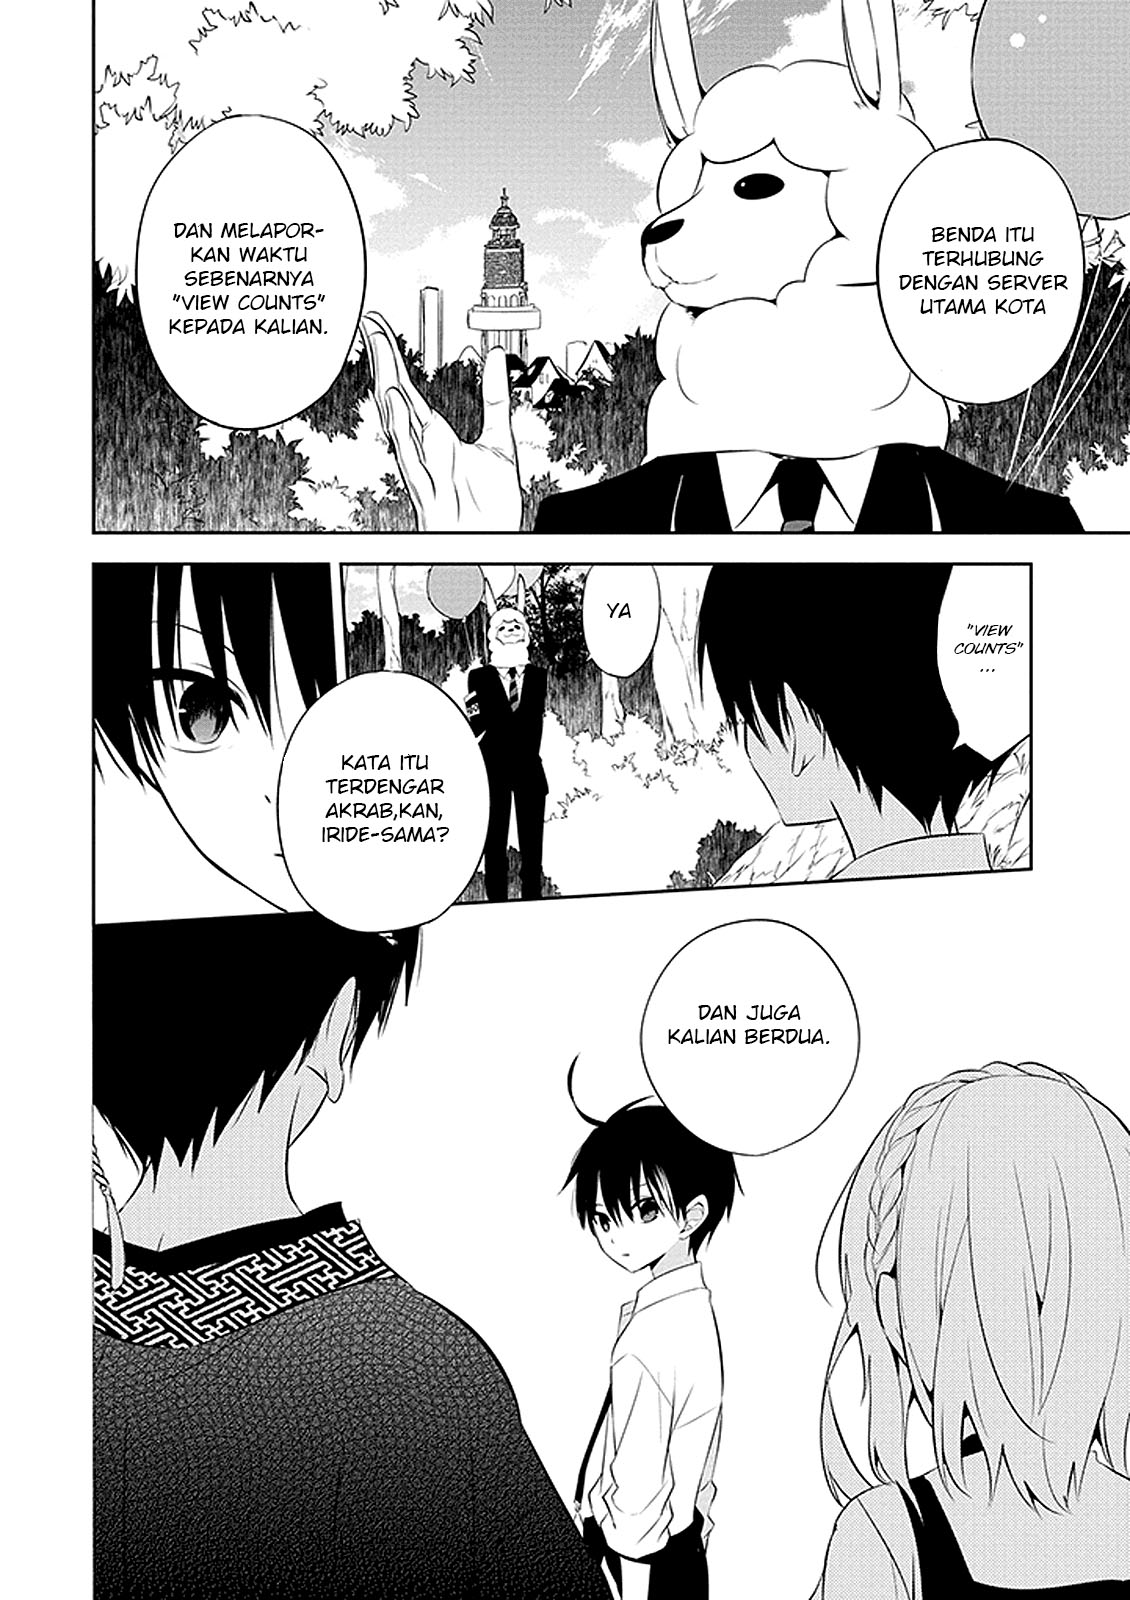 BENDA ITU
TERHUBUNG
DENGAN SERVER
UTAMA KOTA
DAN MELAPOR-
KAN WAKTU
SEBENARNYA
"VIEW COUNTS"
KEPADA KALIAN.
"VIEW
COUNTS"
...
YA
KATA ITU
TERDENGAR
AKRAB,KAN,
IRIDE-SAMA?
DAN JUGA
KALIAN BERDUA.